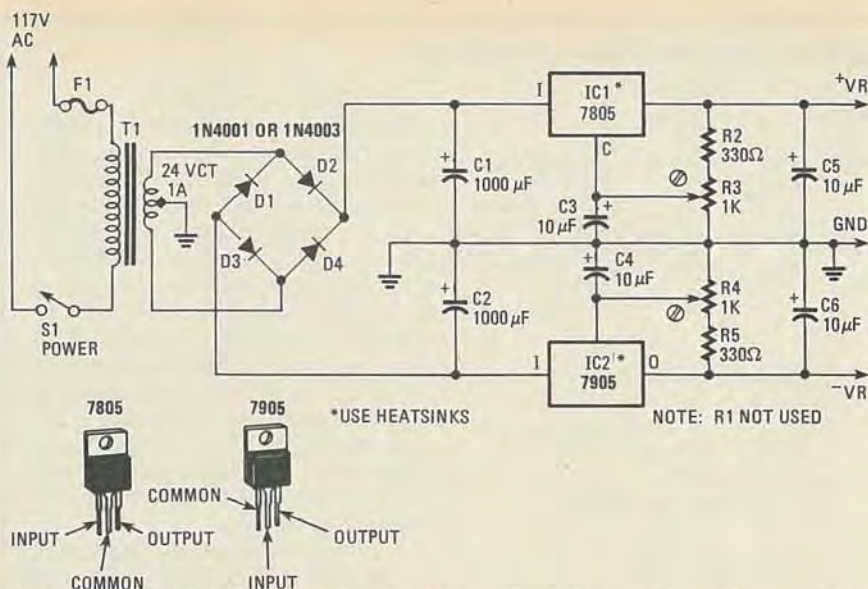 117V
AC
F1
T1
1N4001 OR 1N4003
24 VCT
1A
D1
D2
D3
D4
S1
POWER
+
C1
1000 μF
+
C2
1000 μF
I
IC1*
7805
C
+
C3
10 μF
+
C4
10 μF
I
IC2*
7905
O
R2
330Ω
R3
1K
R4
1K
R5
330Ω
+
C5
10 μF
+
C6
10 μF
+VR
GND
-VR
*USE HEATSINKS
NOTE: R1 NOT USED
7805
INPUT
COMMON
OUTPUT
7905
COMMON
INPUT
OUTPUT